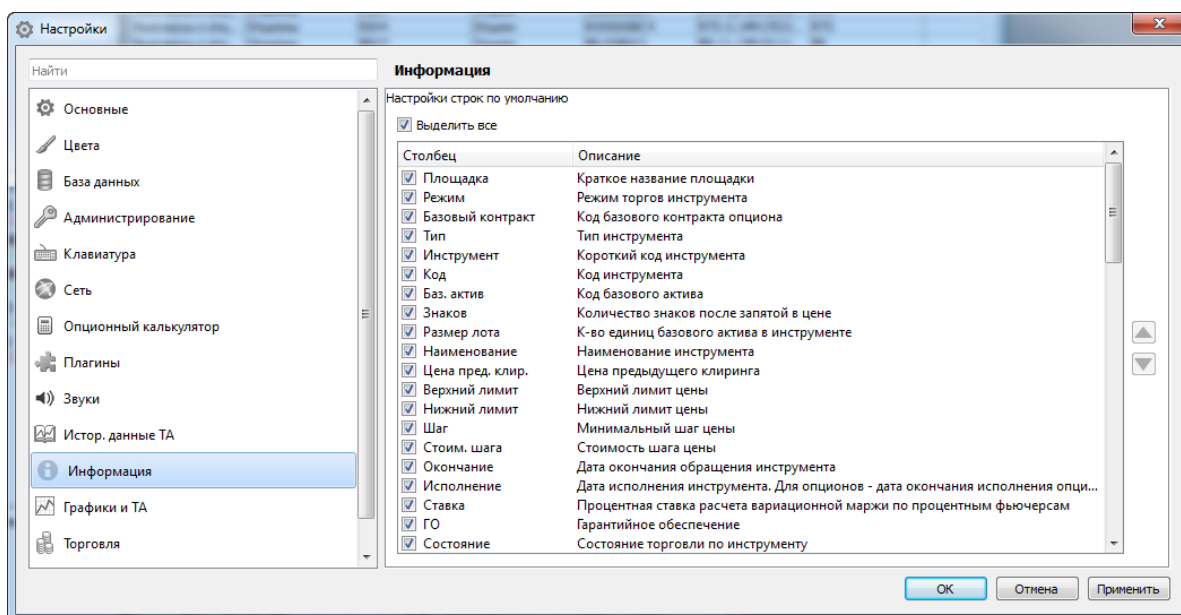 Настройки
Найти
Основные
Цвета
База данных
Администрирование
Клавиатура
Сеть
Опционный калькулятор
Плагины
Звуки
Истор. данные ТА
Информация
Графики и ТА
Торговля
Информация
Настройки строк по умолчанию
Выделить все
Столбец Описание
Площадка Краткое название площадки
Режим Режим торгов инструмента
Базовый контракт Код базового контракта опциона
Тип Тип инструмента
Инструмент Короткий код инструмента
Код Код инструмента
Баз. актив Код базового актива
Знаков Количество знаков после запятой в цене
Размер лота К-во единиц базового актива в инструменте
Наименование Наименование инструмента
Цена пред. клир. Цена предыдущего клиринга
Верхний лимит Верхний лимит цены
Нижний лимит Нижний лимит цены
Шаг Минимальный шаг цены
Стоим. шага Стоимость шага цены
Окончание Дата окончания обращения инструмента
Исполнение Дата исполнения инструмента. Для опционов - дата окончания исполнения опци...
Ставка Процентная ставка расчета вариационной маржи по процентным фьючерсам
ГО Гарантийное обеспечение
Состояние Состояние торговли по инструменту
ОК Отмена Применить